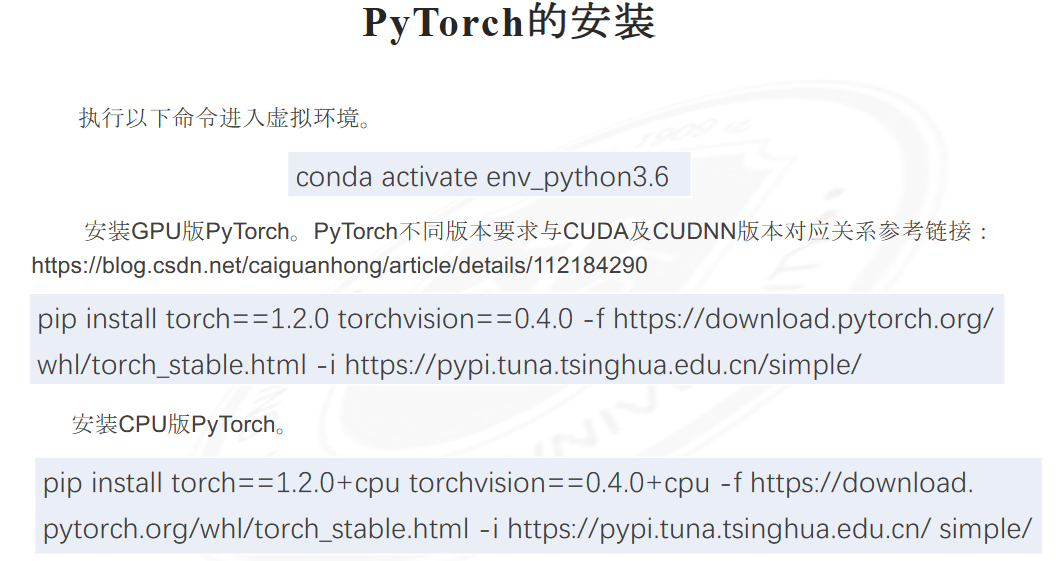 PyTorch的安装
执行以下命令进入虚拟环境。
conda activate env_python3.6
安装GPU版PyTorch。PyTorch不同版本要求与CUDA及CUDNN版本对应关系参考链接：
https://blog.csdn.net/caiguanhong/article/details/112184290
pip install torch==1.2.0 torchvision==0.4.0 -f https://download.pytorch.org/
whl/torch_stable.html -i https://pypi.tuna.tsinghua.edu.cn/simple/
安装CPU版PyTorch。
pip install torch==1.2.0+cpu torchvision==0.4.0+cpu -f https://download.
pytorch.org/whl/torch_stable.html -i https://pypi.tuna.tsinghua.edu.cn/ simple/